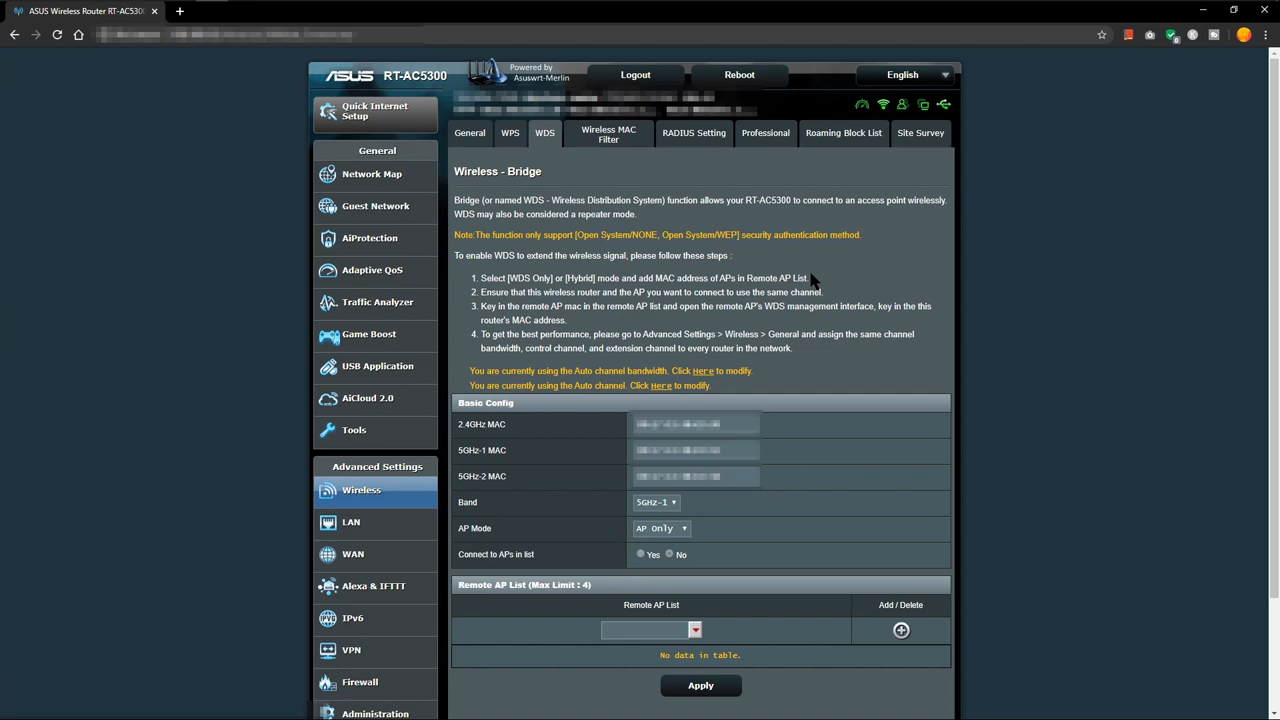 ASUS Wireless Router RT-AC530
ASUS RT-AC5300
Powered by
Asuswrt-Merlin
Logout
Reboot
English
Quick Internet
Setup
General
Network Map
Guest Network
AiProtection
Adaptive QoS
Traffic Analyzer
Game Boost
USB Application
AiCloud 2.0
Tools
Advanced Settings
Wireless
LAN
WAN
Alexa & IFTTT
IPv6
VPN
Firewall
Administration
General
WPS
WDS
Wireless MAC
Filter
RADIUS Setting
Professional
Roaming Block List
Site Survey
Wireless - Bridge
Bridge (or named WDS - Wireless Distribution System) function allows your RT-AC5300 to connect to an access point wirelessly.
WDS may also be considered a repeater mode.
Note:The function only support [Open System/NONE, Open System/WEP] security authentication method.
To enable WDS to extend the wireless signal, please follow these steps :
1. Select [WDS Only] or [Hybrid] mode and add MAC address of APs in Remote AP List.
2. Ensure that this wireless router and the AP you want to connect to use the same channel.
3. Key in the remote AP mac in the remote AP list and open the remote AP's WDS management interface, key in the this
router's MAC address.
4. To get the best performance, please go to Advanced Settings > Wireless > General and assign the same channel
bandwidth, control channel, and extension channel to every router in the network.
You are currently using the Auto channel bandwidth. Click Here to modify.
You are currently using the Auto channel. Click Here to modify.
Basic Config
2.4GHz MAC
5GHz-1 MAC
5GHz-2 MAC
Band
5GHz-1
AP Mode
AP Only
Connect to APs in list
Yes No
Remote AP List (Max Limit : 4)
Remote AP List
Add / Delete
No data in table.
Apply